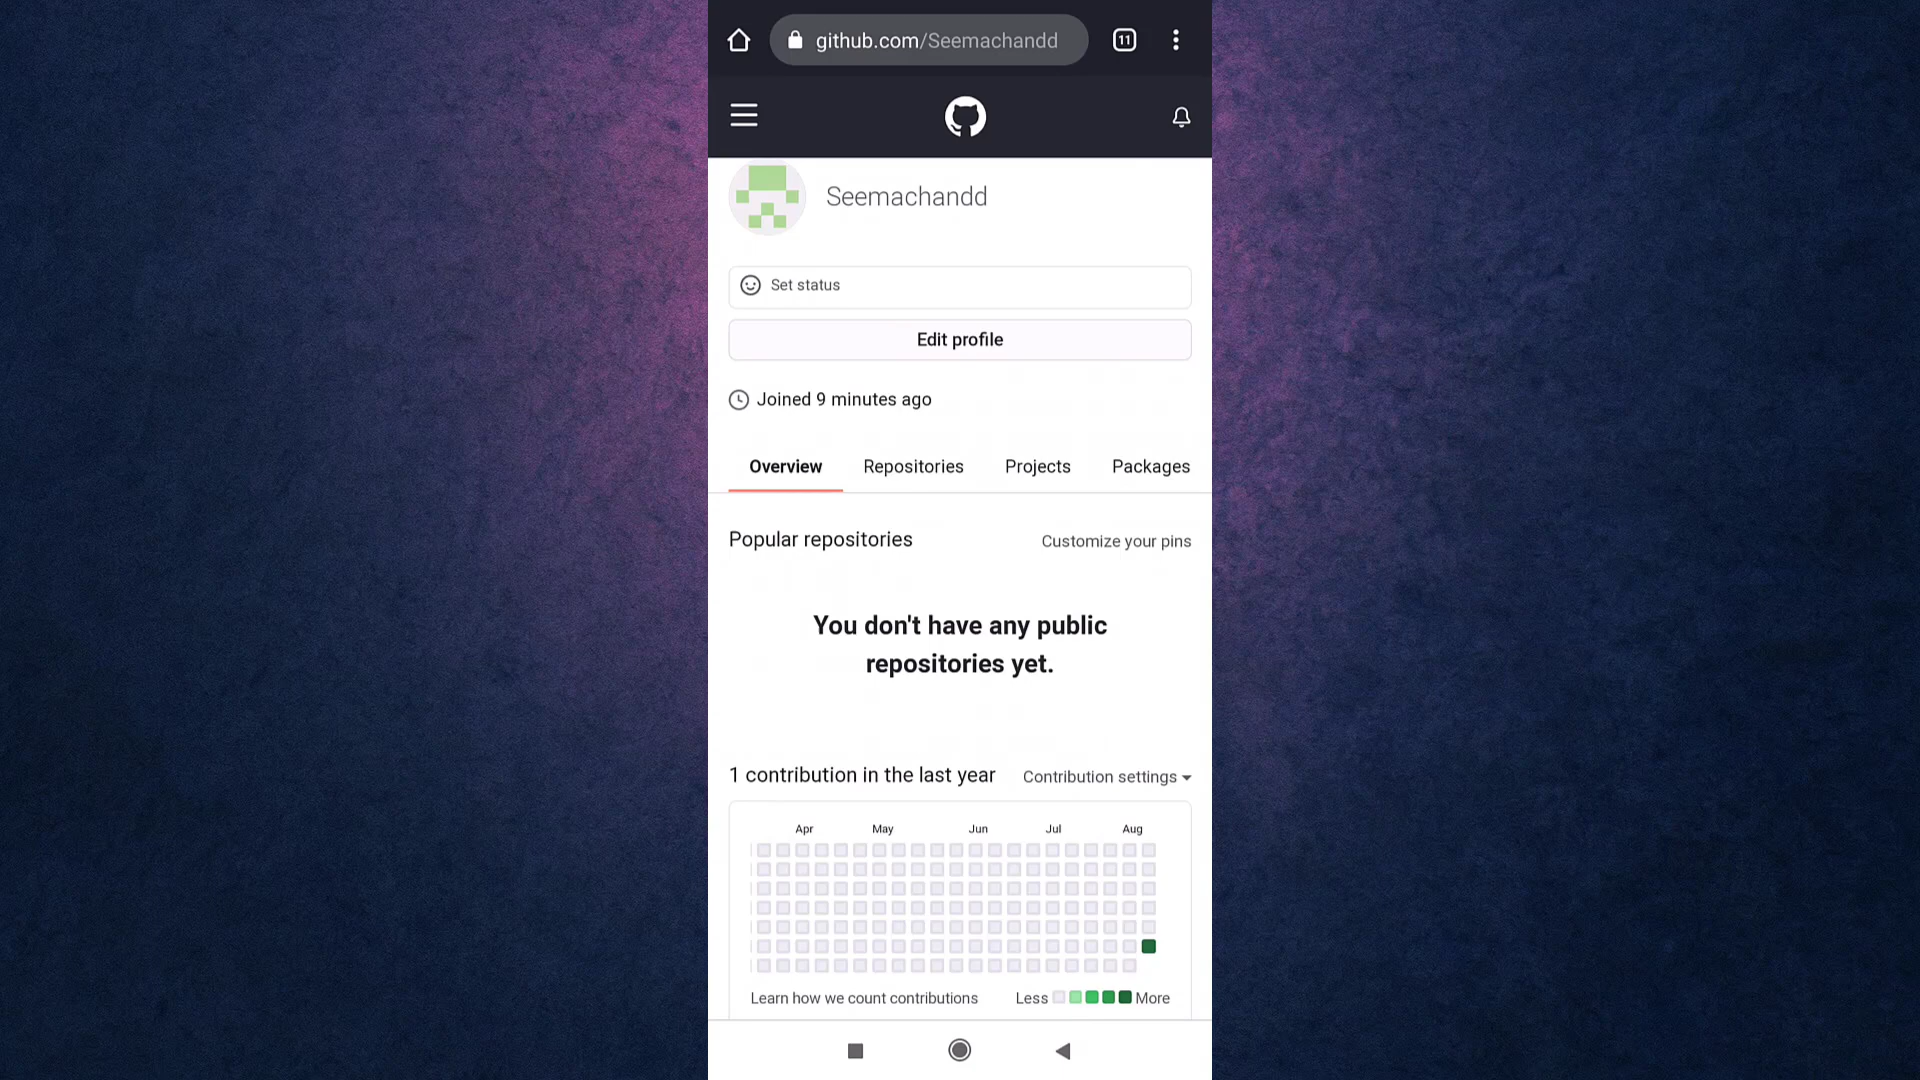 github.com/Seemachandd
11
Seemachandd
Set status
Edit profile
Joined 9 minutes ago
Overview Repositories Projects Packages
Popular repositories Customize your pins
You don't have any public
repositories yet.
1 contribution in the last year Contribution settings
Apr May Jun Jul Aug
Learn how we count contributions Less More